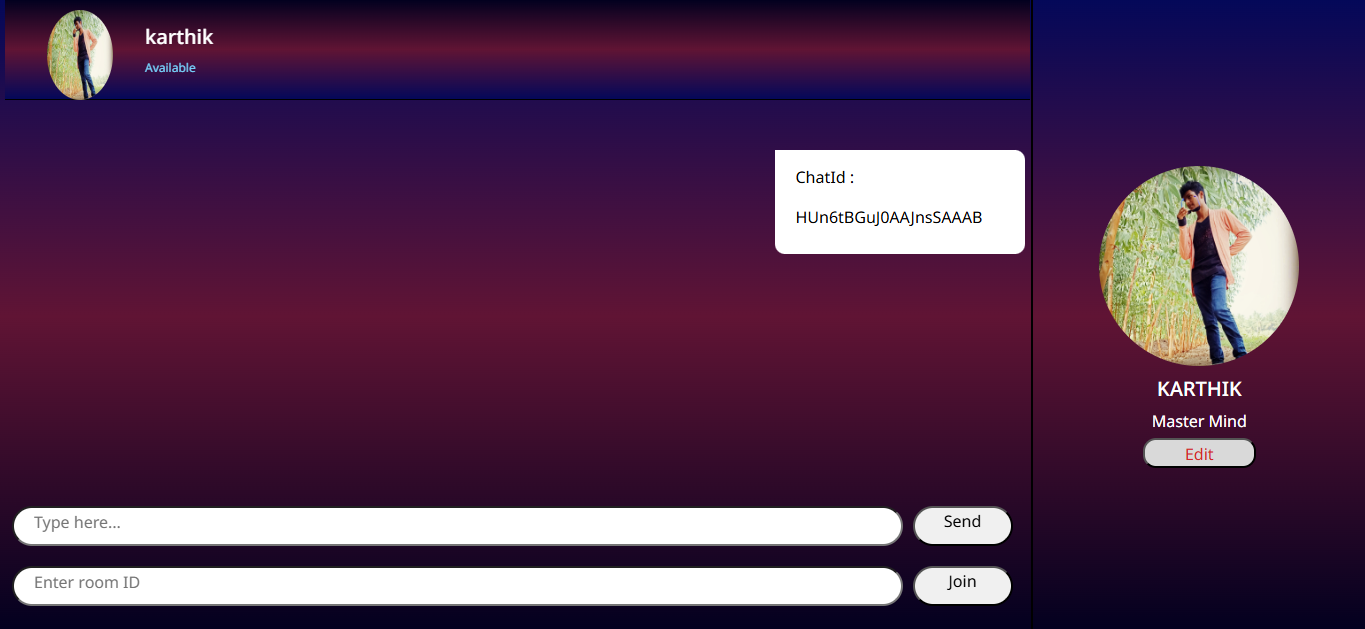 karthik
Available
ChatId :
HUn6tBGuJ0AAJnsSAAAB
KARTHIK
Master Mind
Edit
Type here...
Send
Enter room ID
Join